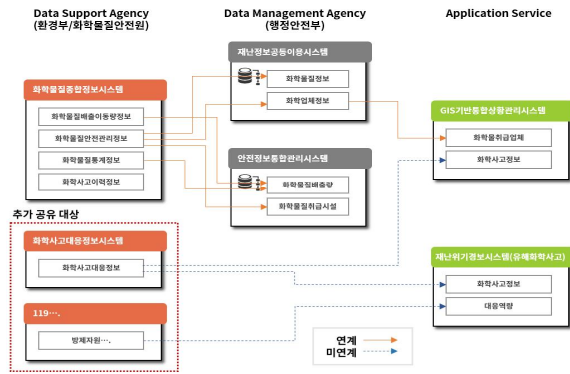 Data Support Agency
(환경부/화학물질안전원)
Data Management Agency
(행정안전부)
Application Service
화학물질종합정보시스템
화학물질배출이동량정보
화학물질안전관리정보
화학물질통계정보
화학사고이력정보
추가 공유 대상
화학사고대응정보시스템
화학사고대응정보
119….
방제자원….
재난정보공동이용시스템
화학물질정보
화학업체정보
안전정보통합관리시스템
화학물질배출량
화학물질취급시설
GIS기반통합상황관리시스템
화학물취급업체
화학사고정보
재난위기경보시스템(유해화학사고)
화학사고정보
대응역량
연계
미연계